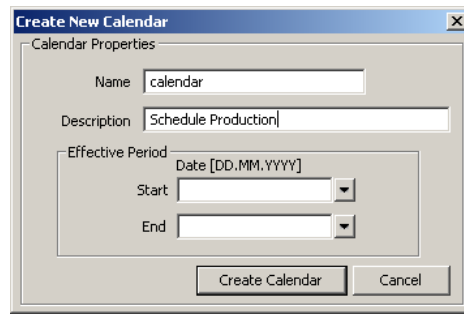 Create New Calendar
Calendar Properties
Name calendar
Description Schedule Production
Effective Period
Date [DD.MM.YYYY]
Start
End
Create Calendar Cancel